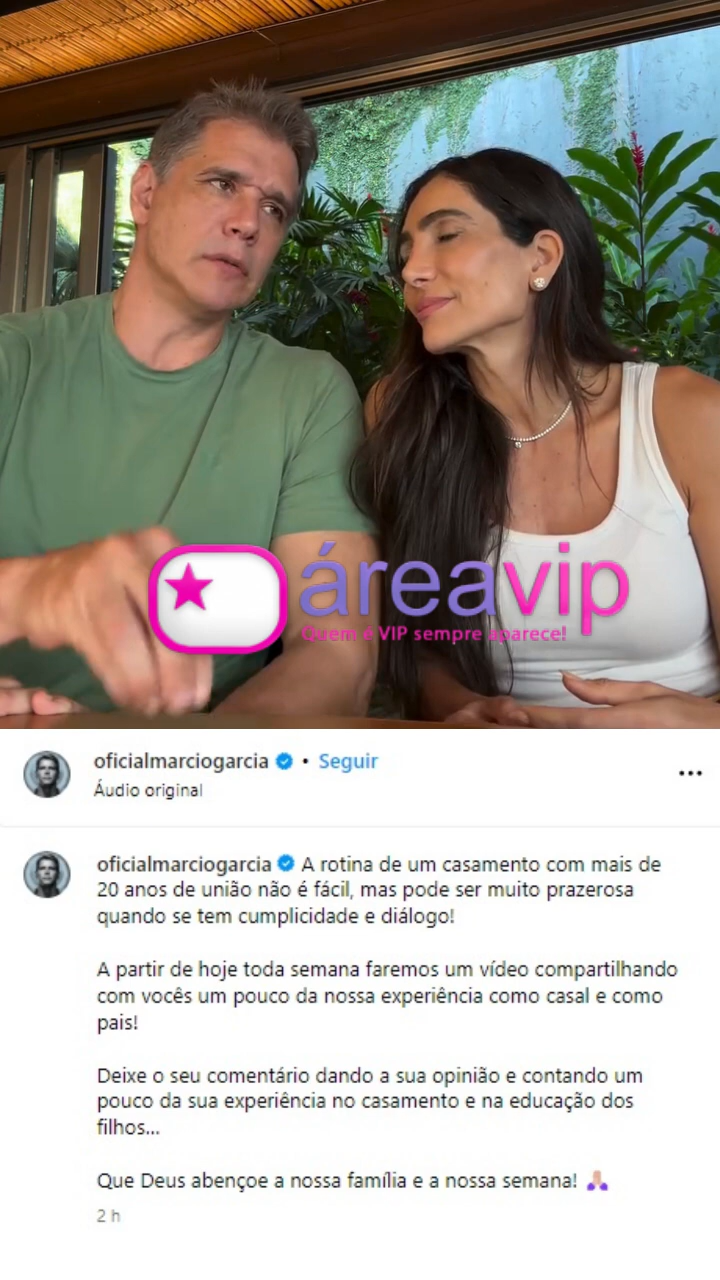 áreavip
Quem é VIP sempre aparece!
oficialmarciogarcia • Seguir
Áudio original
oficialmarciogarcia A rotina de um casamento com mais de
20 anos de união não é fácil, mas pode ser muito prazerosa
quando se tem cumplicidade e diálogo!
A partir de hoje toda semana faremos um vídeo compartilhando
com vocês um pouco da nossa experiência como casal e como
pais!
Deixe o seu comentário dando a sua opinião e contando um
pouco da sua experiência no casamento e na educação dos
filhos...
Que Deus abençoe a nossa família e a nossa semana! 🙏🏼
2 h